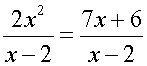 2x²/(x − 2) = (7x + 6)/(x − 2)